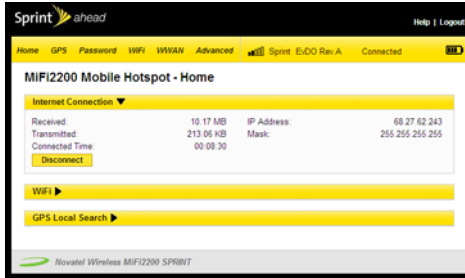 Sprint ahead
Help | Logout
Home GPS Password WiFi WWAN Advanced Sprint EvDO Rev.A Connected
MiFi2200 Mobile Hotspot - Home
Internet Connection
Received: 10.17 MB IP Address: 68.27.62.243
Transmitted: 213.06 KB Mask: 255.255.255.255
Connected Time: 00:08:30
Disconnect
WiFi
GPS Local Search
Novatel Wireless MiFi2200 SPRINT